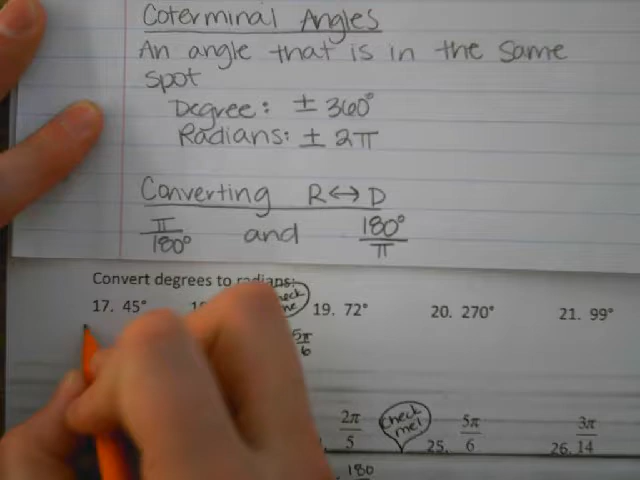 Coterminal Angles
An angle that is in the same
spot
Degree: ± 360°
Radians: ± 2π
Converting R↔D
π/180° and 180°/π
Convert degrees to radians:
17. 45° 19. 72° 20. 270° 21. 99°
5π/6
2π/5 check me! 25. 5π/6 26. 3π/14
180